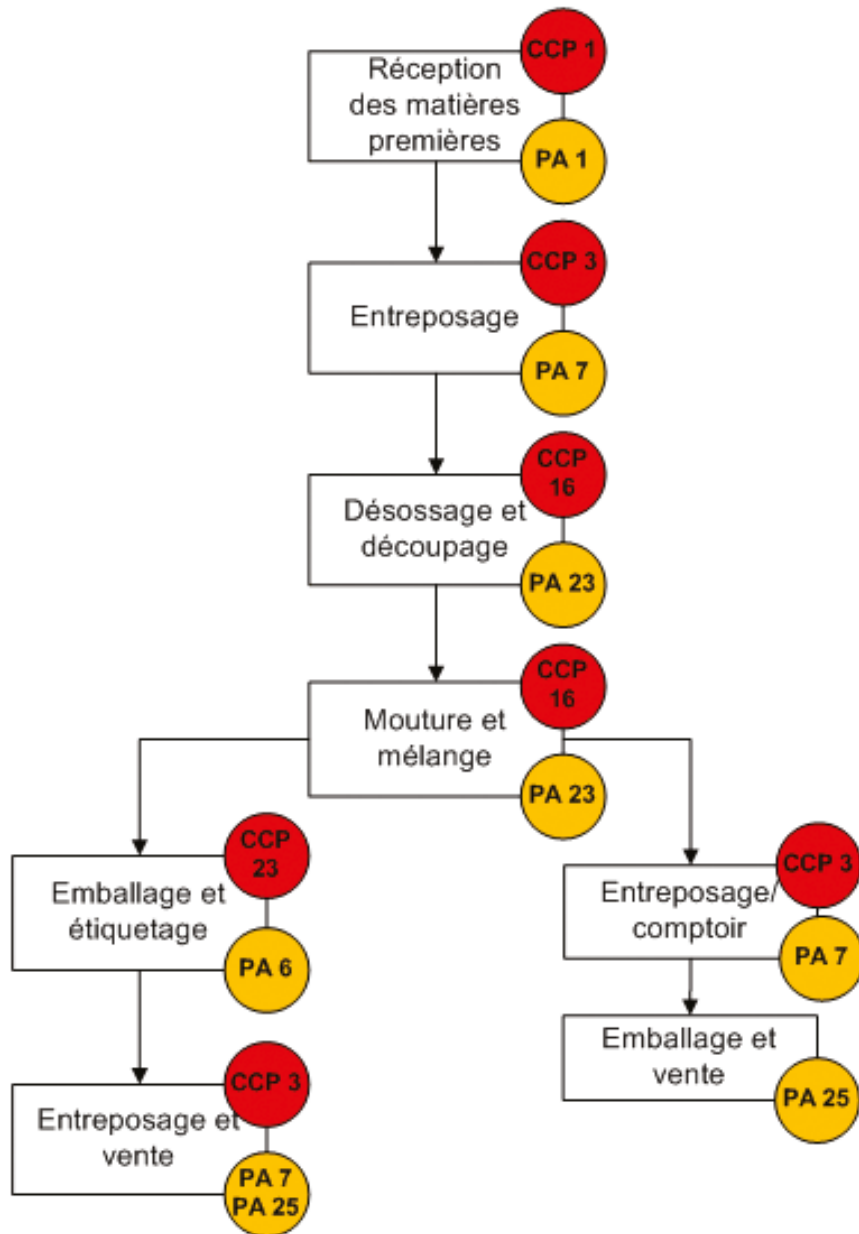 CCP 1
Réception
des matières
premières
PA 1
CCP 3
Entreposage
PA 7
CCP
16
Désossage et
découpage
PA 23
CCP
16
Mouture et
mélange
PA 23
CCP
23
Emballage et
étiquetage
PA 6
CCP 3
Entreposage et
vente
PA 7
PA 25
CCP 3
Entreposage/
comptoir
PA 7
Emballage et
vente
PA 25